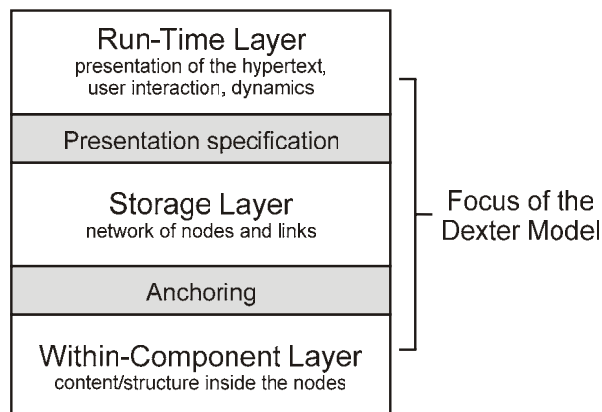 Run-Time Layer
presentation of the hypertext,
user interaction, dynamics
Presentation specification
Storage Layer
network of nodes and links
Anchoring
Within-Component Layer
content/structure inside the nodes
Focus of the
Dexter Model